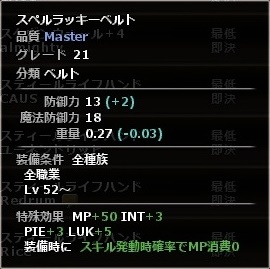 スペルラッキーベルト
品質 Master
グレード 21
分類 ベルト
防御力 13 (+2)
魔法防御力 18
重量 0.27 (-0.03)
装備条件 全種族
全職業
Lv 52～
特殊効果 MP+50 INT+3
PIE+3 LUK+5
装備時に スキル発動時確率でMP消費0